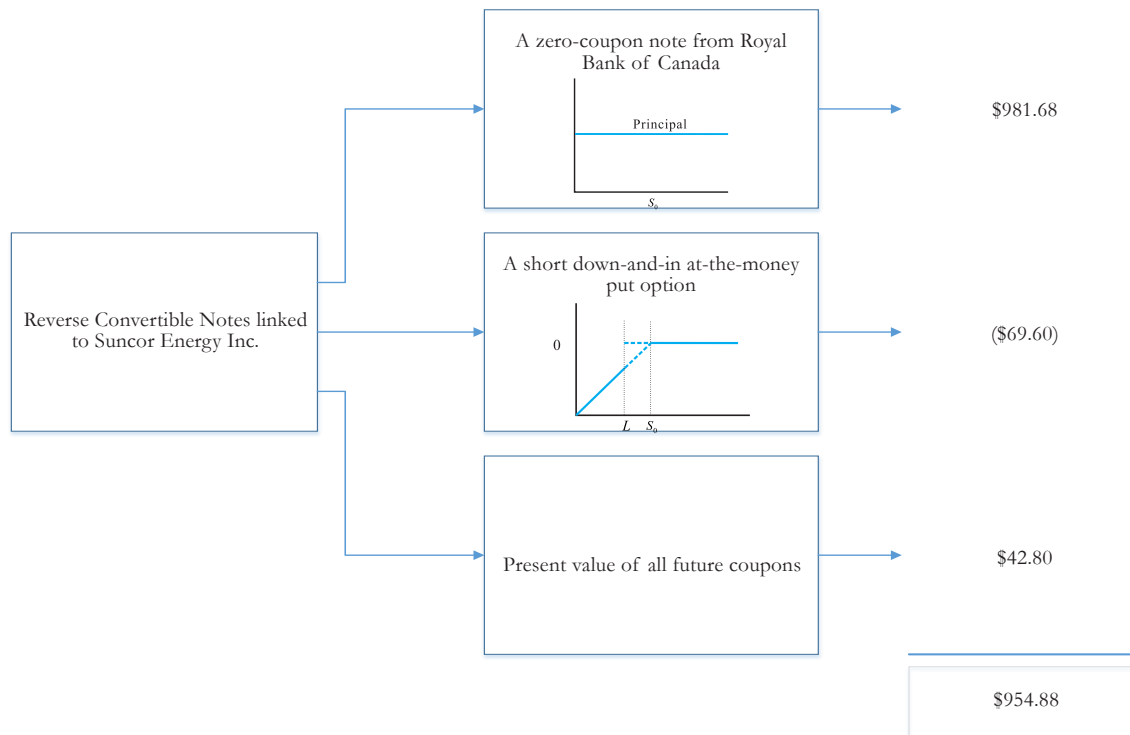 A zero-coupon note from Royal
Bank of Canada
Principal
S₀
$981.68
Reverse Convertible Notes linked
to Suncor Energy Inc.
A short down-and-in at-the-money
put option
0
L S₀
($69.60)
Present value of all future coupons
$42.80
$954.88